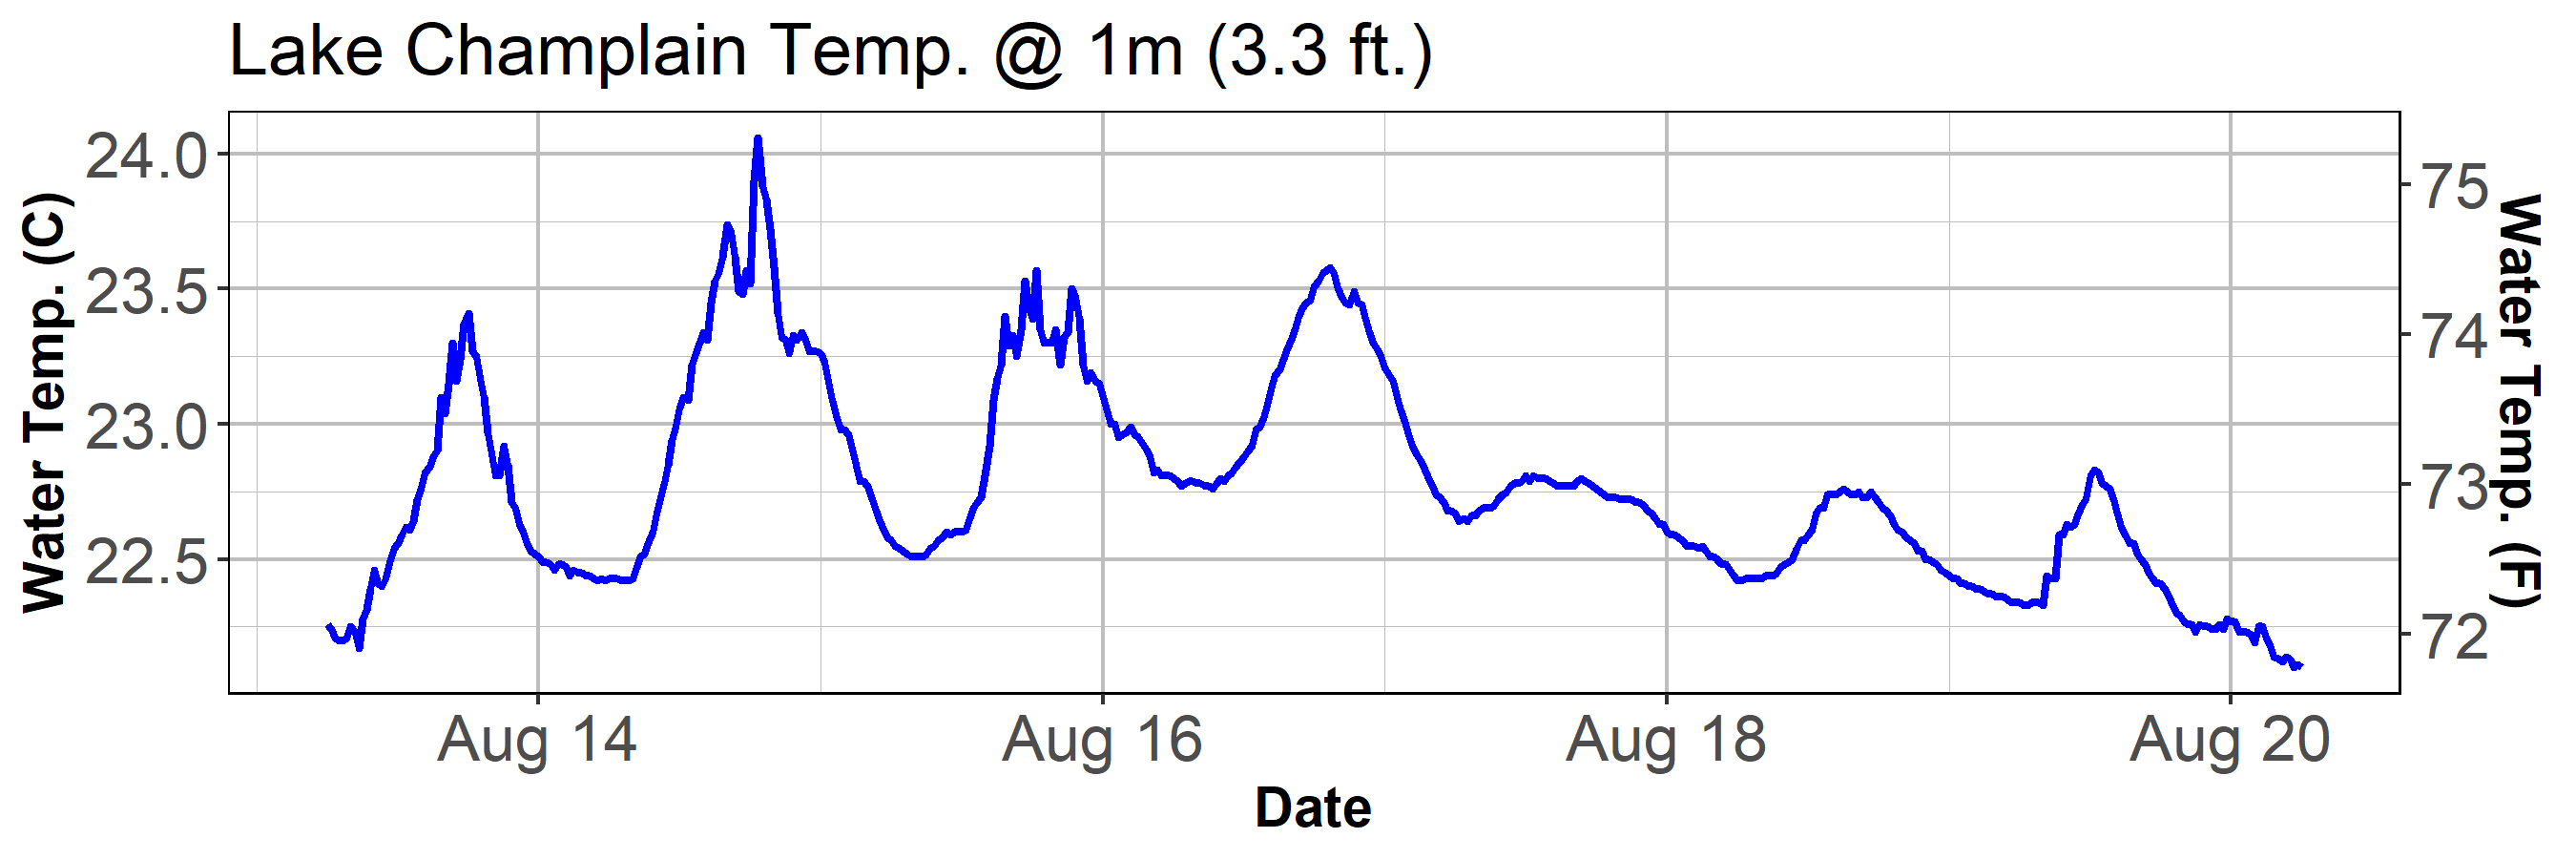 Lake Champlain Temp. @ 1m (3.3 ft.)
Water Temp. (C)
24.0
23.5
23.0
22.5
75
74
73
72
Water Temp. (F)
Aug 14
Aug 16
Aug 18
Aug 20
Date